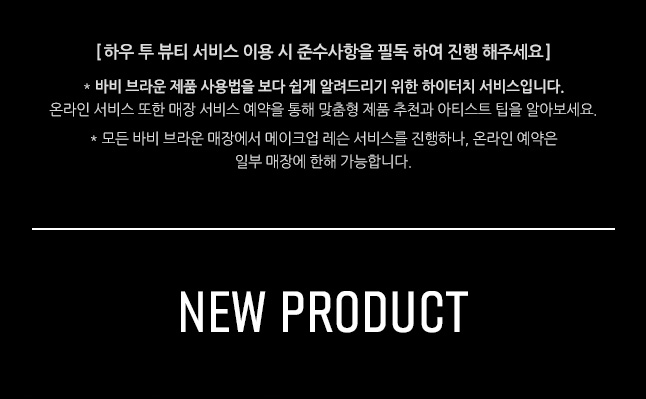 [ 하우 투 뷰티 서비스 이용 시 준수사항을 필독 하여 진행 해주세요 ]
* 바비 브라운 제품 사용법을 보다 쉽게 알려드리기 위한 하이터치 서비스입니다.
온라인 서비스 또한 매장 서비스 예약을 통해 맞춤형 제품 추천과 아티스트 팁을 알아보세요.
* 모든 바비 브라운 매장에서 메이크업 레슨 서비스를 진행하나, 온라인 예약은
일부 매장에 한해 가능합니다.
NEW PRODUCT